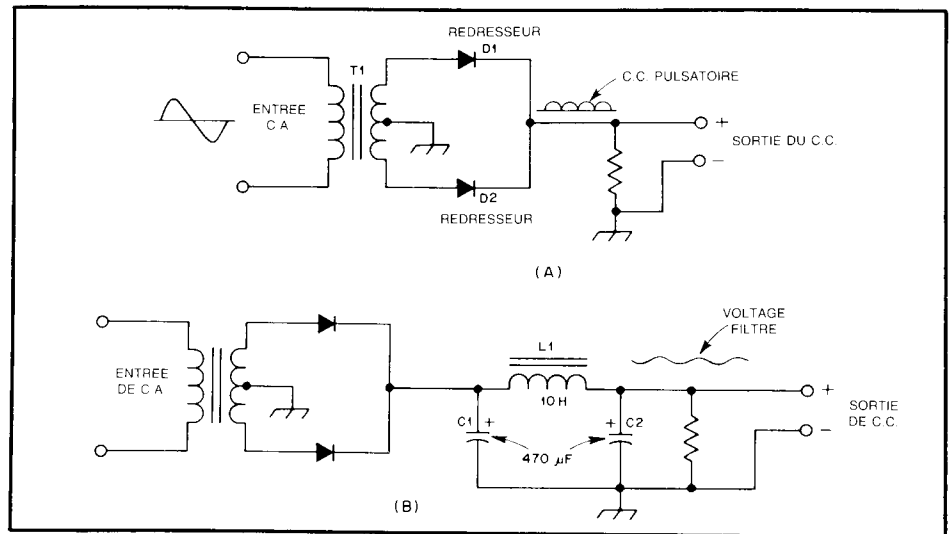 REDRESSEUR
D1
T1
C.C. PULSATOIRE
ENTREE
C A
+
SORTIE DU C.C.
−
D2
REDRESSEUR
(A)
VOLTAGE
FILTRE
L1
ENTREE
DE C A
10 H
+
SORTIE
DE C.C.
−
C1
+
470 µF
+
C2
(B)